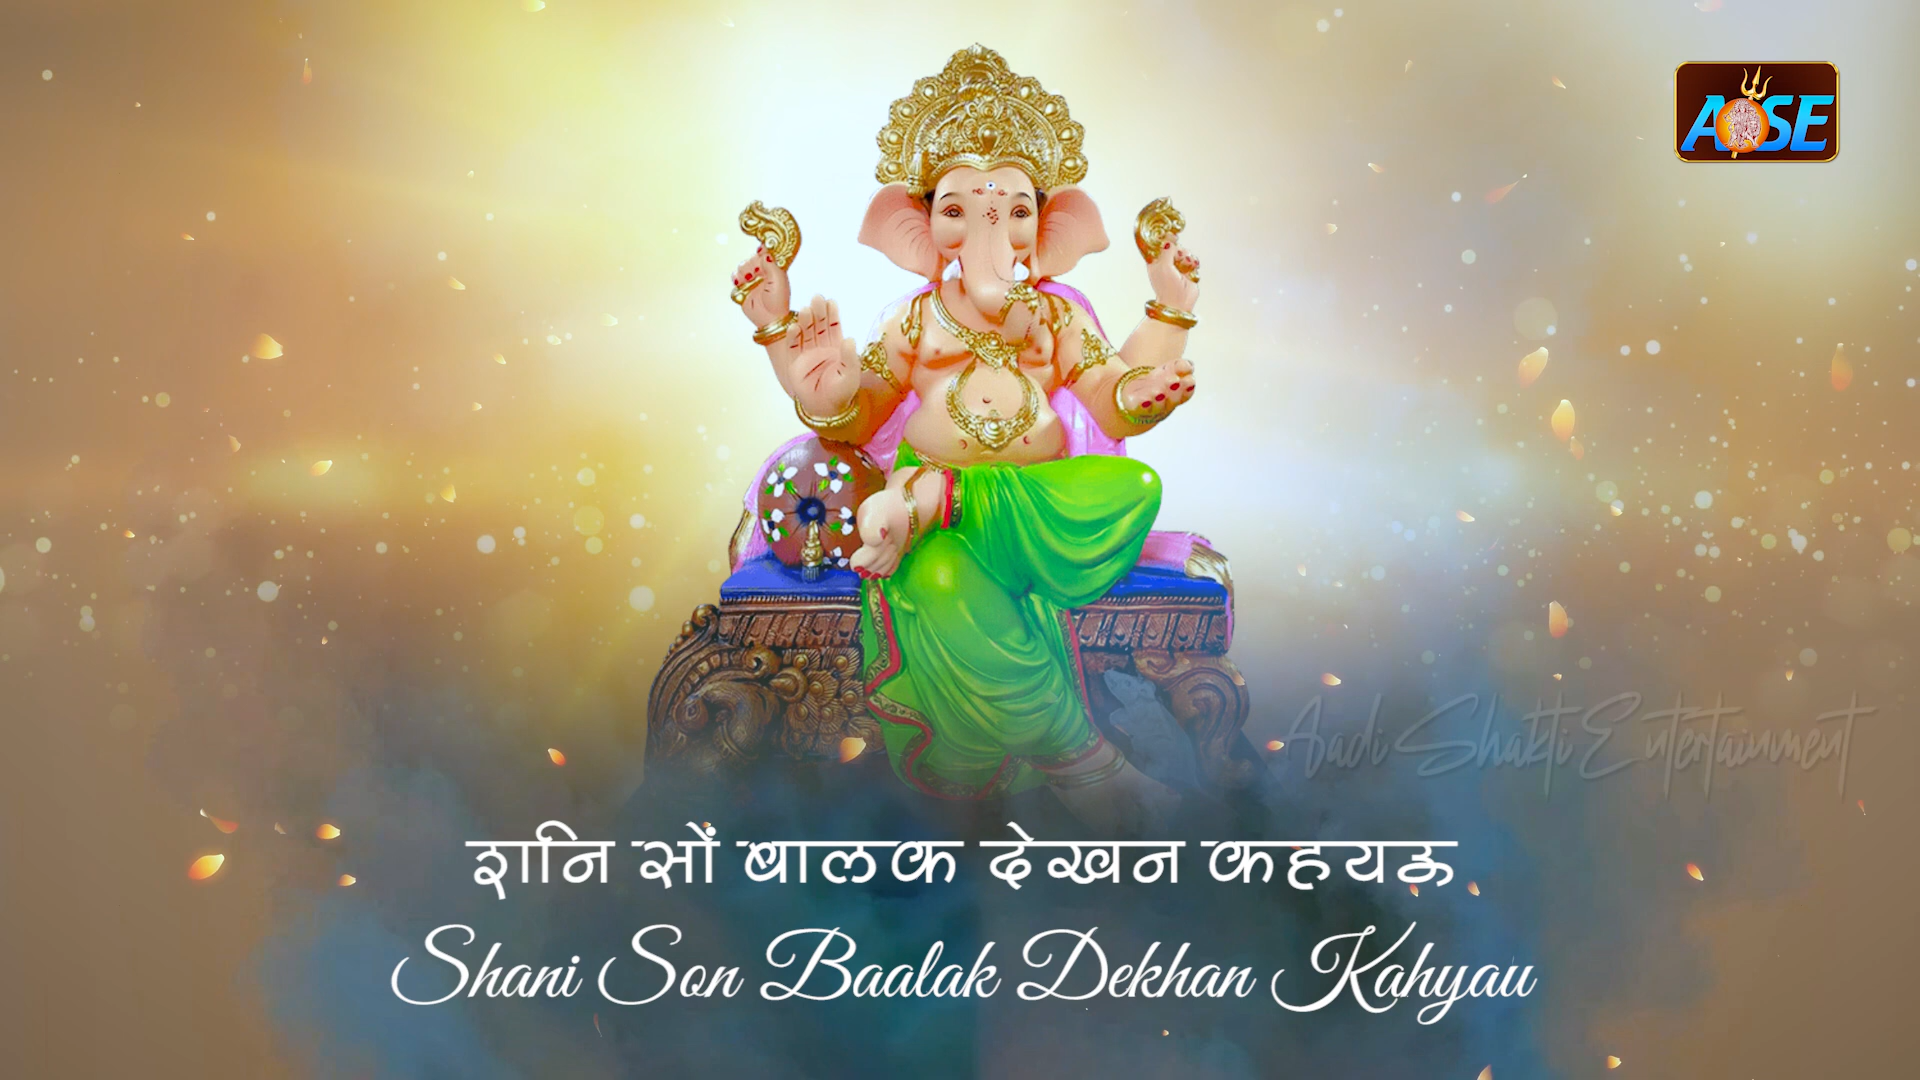 ASE
Aadi Shakti Entertainment
शनि सों बालक देखन कहयऊ
Shani Son Baalak Dekhan Kahyau